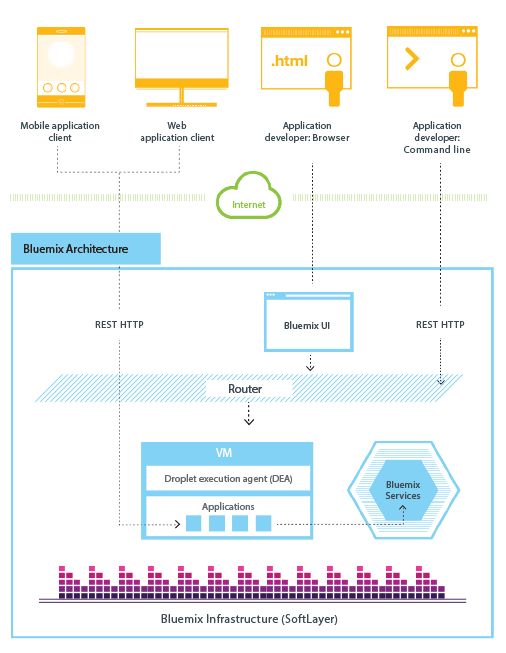 .html
Mobile application
client
Web
application client
Application
developer: Browser
Application
developer:
Command line
Internet
Bluemix Architecture
REST HTTP
Bluemix UI
REST HTTP
Router
VM
Droplet execution agent (DEA)
Applications
Bluemix
Services
Bluemix Infrastructure (SoftLayer)